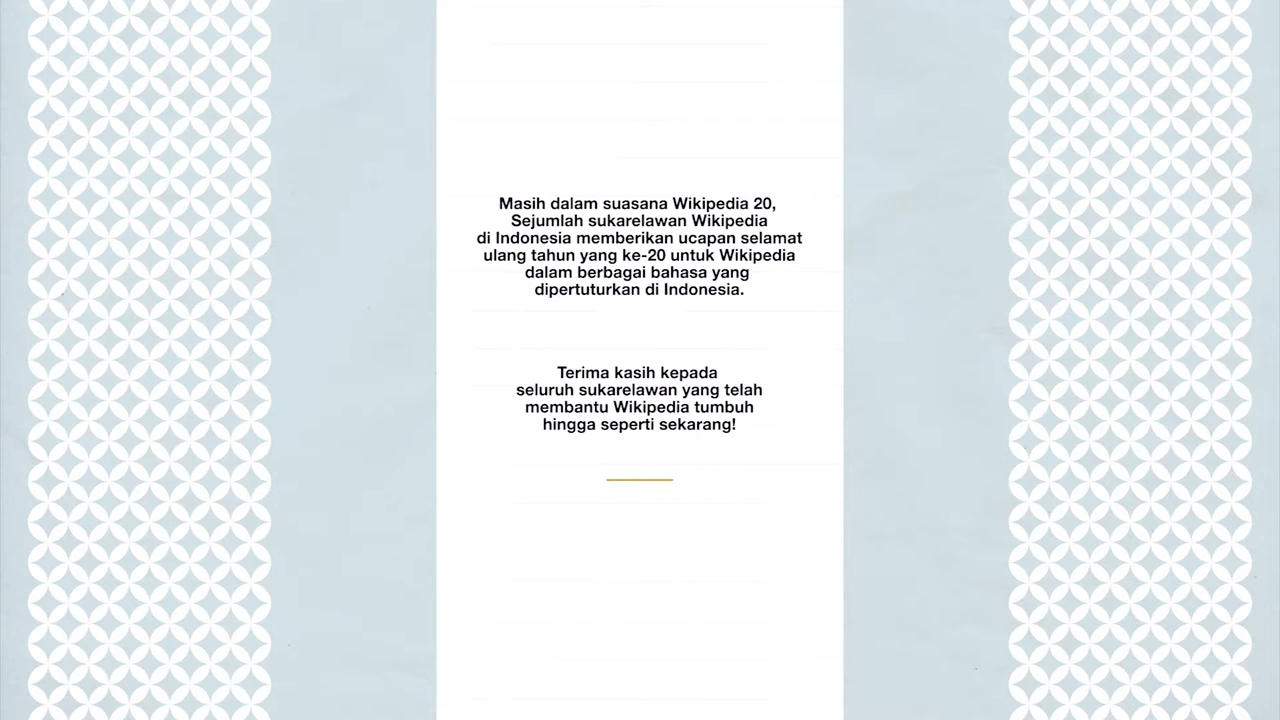 Masih dalam suasana Wikipedia 20,
Sejumlah sukarelawan Wikipedia
di Indonesia memberikan ucapan selamat
ulang tahun yang ke-20 untuk Wikipedia
dalam berbagai bahasa yang
dipertuturkan di Indonesia.
Terima kasih kepada
seluruh sukarelawan yang telah
membantu Wikipedia tumbuh
hingga seperti sekarang!